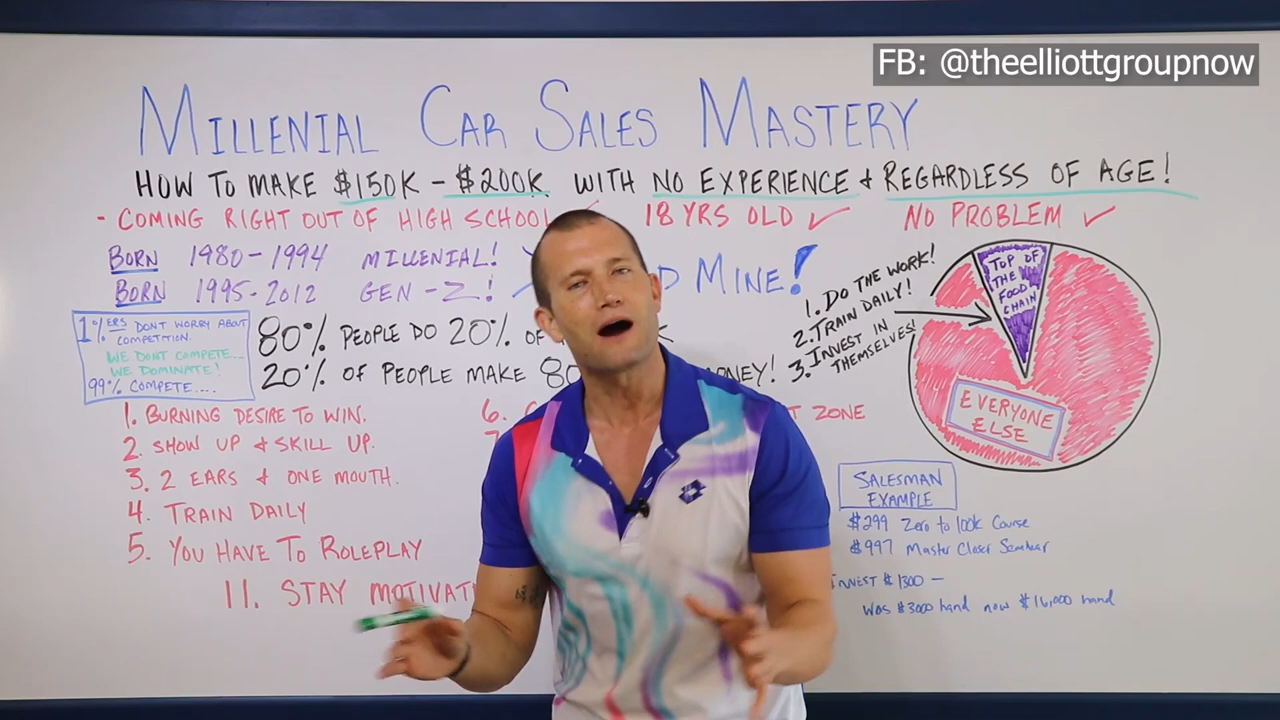 FB: @theelliottgroupnow
MILLENIAL CAR SALES MASTERY
HOW TO MAKE $150K - $200K WITH NO EXPERIENCE + REGARDLESS OF AGE!
- COMING RIGHT OUT OF HIGH SCHOOL ✓ 18 YRS OLD ✓ NO PROBLEM ✓
BORN 1980-1994 MILLENIAL!
BORN 1995-2012 GEN-Z!
MINE!
1%ERS DONT WORRY ABOUT
COMPETITION.
WE DONT COMPETE...
WE DOMINATE!
99% COMPETE....
80% PEOPLE DO 20% OF
20% OF PEOPLE MAKE
1. BURNING DESIRE TO WIN.
2. SHOW UP & SKILL UP.
3. 2 EARS & ONE MOUTH.
4. TRAIN DAILY
5. YOU HAVE TO ROLEPLAY
6.
ZONE
11. STAY
1. DO THE WORK!
2. TRAIN DAILY!
3. INVEST IN
THEMSELVES!
TOP OF
THE
FOOD
CHAIN
EVERYONE
ELSE
SALESMAN
EXAMPLE
$299 Zero to 100k Course
$997 Master Closer Seminar
INVEST $1300 —
Was $3000 /mnd now $16,000 /mnd